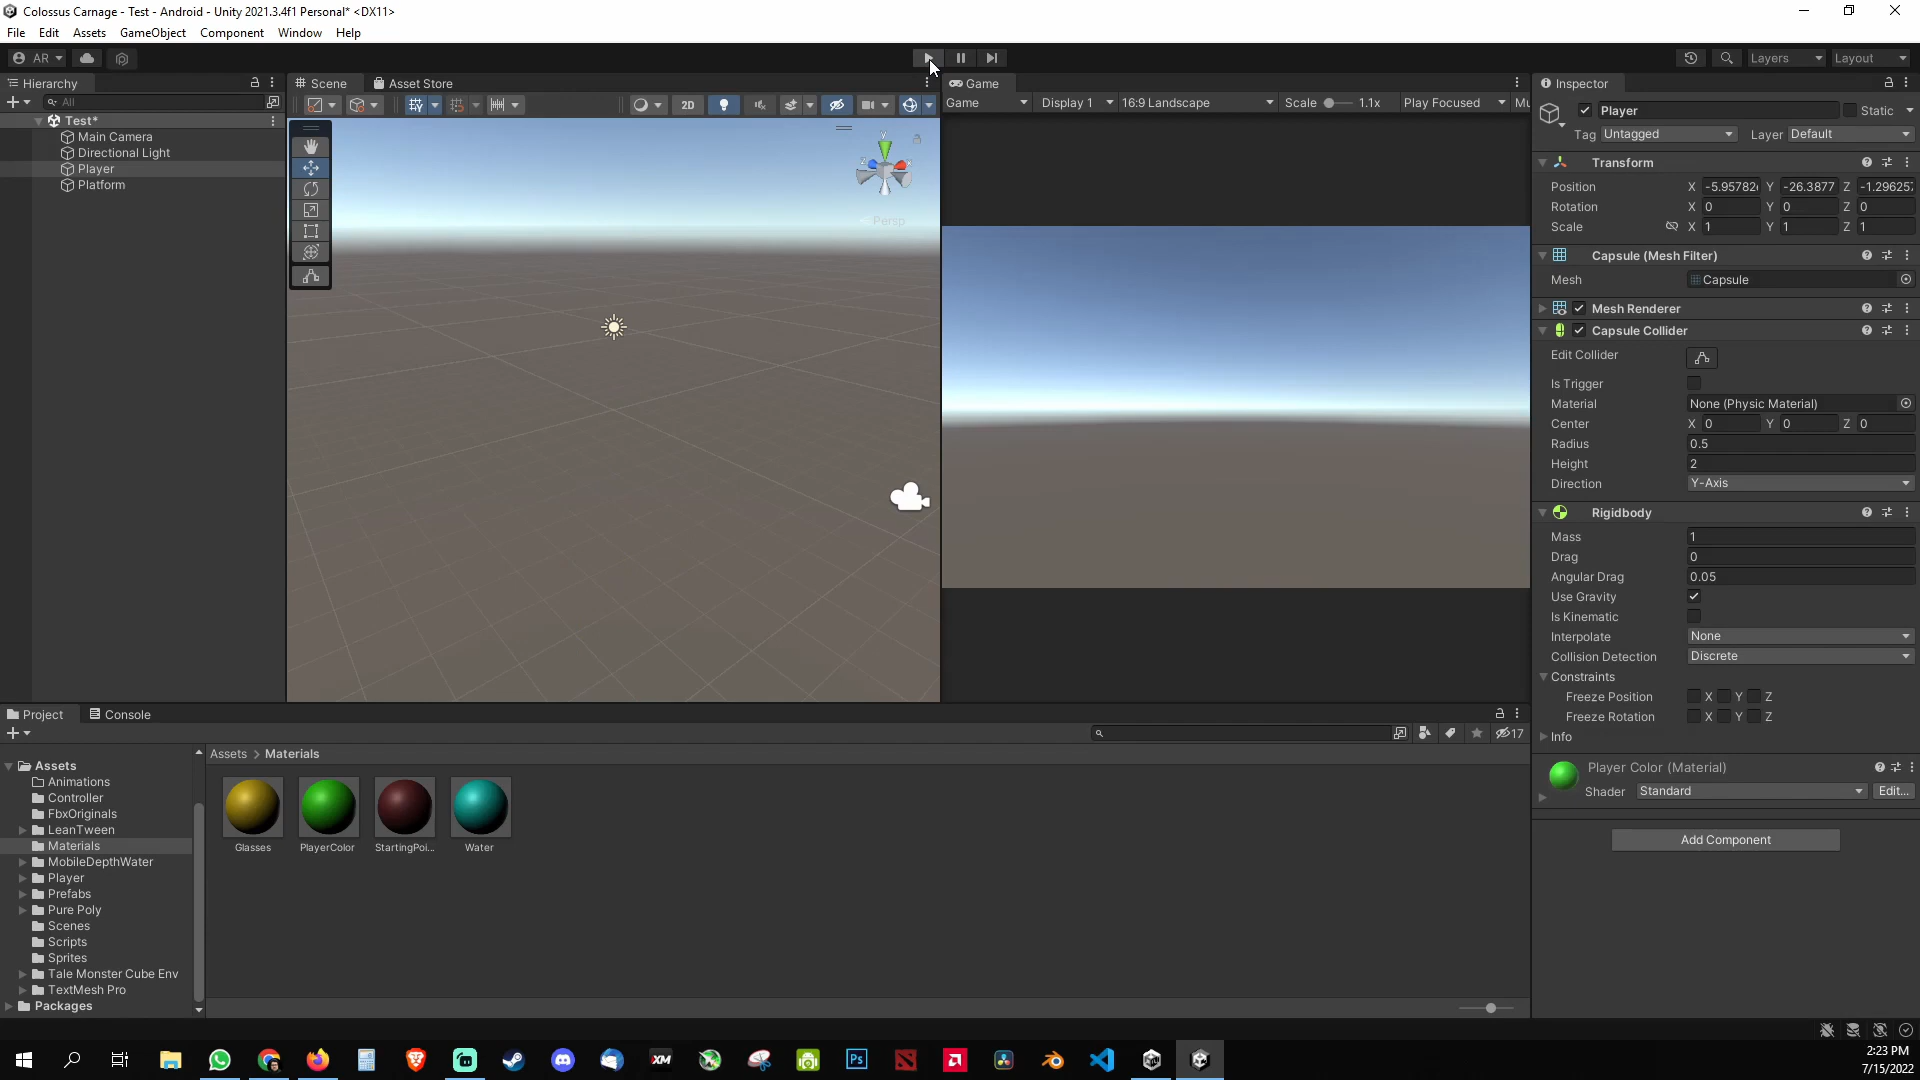 Colossus Carnage - Test - Android - Unity 2021.3.4f1 Personal* <DX11>
File Edit Assets GameObject Component Window Help
AR Layers Layout
Hierarchy Scene Asset Store Game Inspector
All 2D Game Display 1 16:9 Landscape Scale 1.1x Play Focused Mu
Player Static
Tag Untagged Layer Default
Test*
Main Camera
Directional Light
Player
Platform
y
x
z
Persp
Transform
Position X -5.95782 Y -26.3877 Z -1.29625
Rotation X 0 Y 0 Z 0
Scale X 1 Y 1 Z 1
Capsule (Mesh Filter)
Mesh Capsule
Mesh Renderer
Capsule Collider
Edit Collider
Is Trigger
Material None (Physic Material)
Center X 0 Y 0 Z 0
Radius 0.5
Height 2
Direction Y-Axis
Rigidbody
Mass 1
Drag 0
Angular Drag 0.05
Use Gravity
Is Kinematic
Interpolate None
Collision Detection Discrete
Constraints
Freeze Position X Y Z
Freeze Rotation X Y Z
Info
Player Color (Material)
Shader Standard Edit...
Add Component
Project Console
17
Assets > Materials
Assets
Animations
Controller
FbxOriginals
LeanTween
Materials
MobileDepthWater
Player
Prefabs
Pure Poly
Scenes
Scripts
Sprites
Tale Monster Cube Env
TextMesh Pro
Packages
Glasses PlayerColor StartingPoi... Water
XM Ps
2:23 PM
7/15/2022